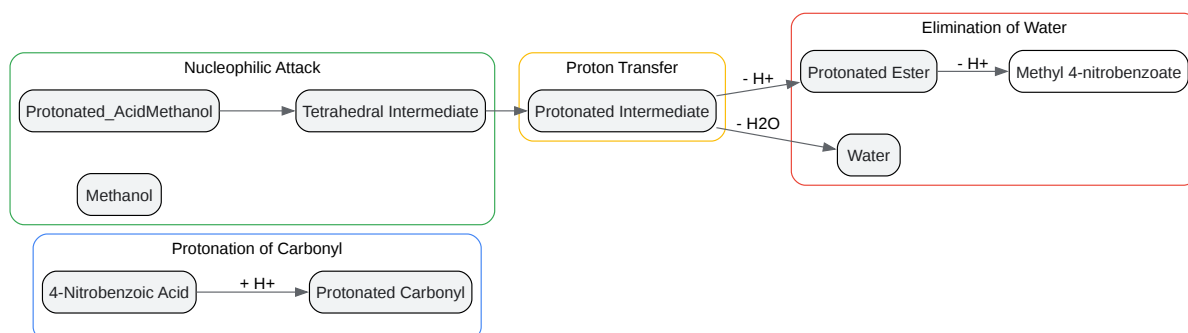 Elimination of Water
Nucleophilic Attack
Proton Transfer
Protonated_AcidMethanol
Tetrahedral Intermediate
Protonated Intermediate
- H+
Protonated Ester
- H+
Methyl 4-nitrobenzoate
- H2O
Water
Methanol
Protonation of Carbonyl
4-Nitrobenzoic Acid
+ H+
Protonated Carbonyl